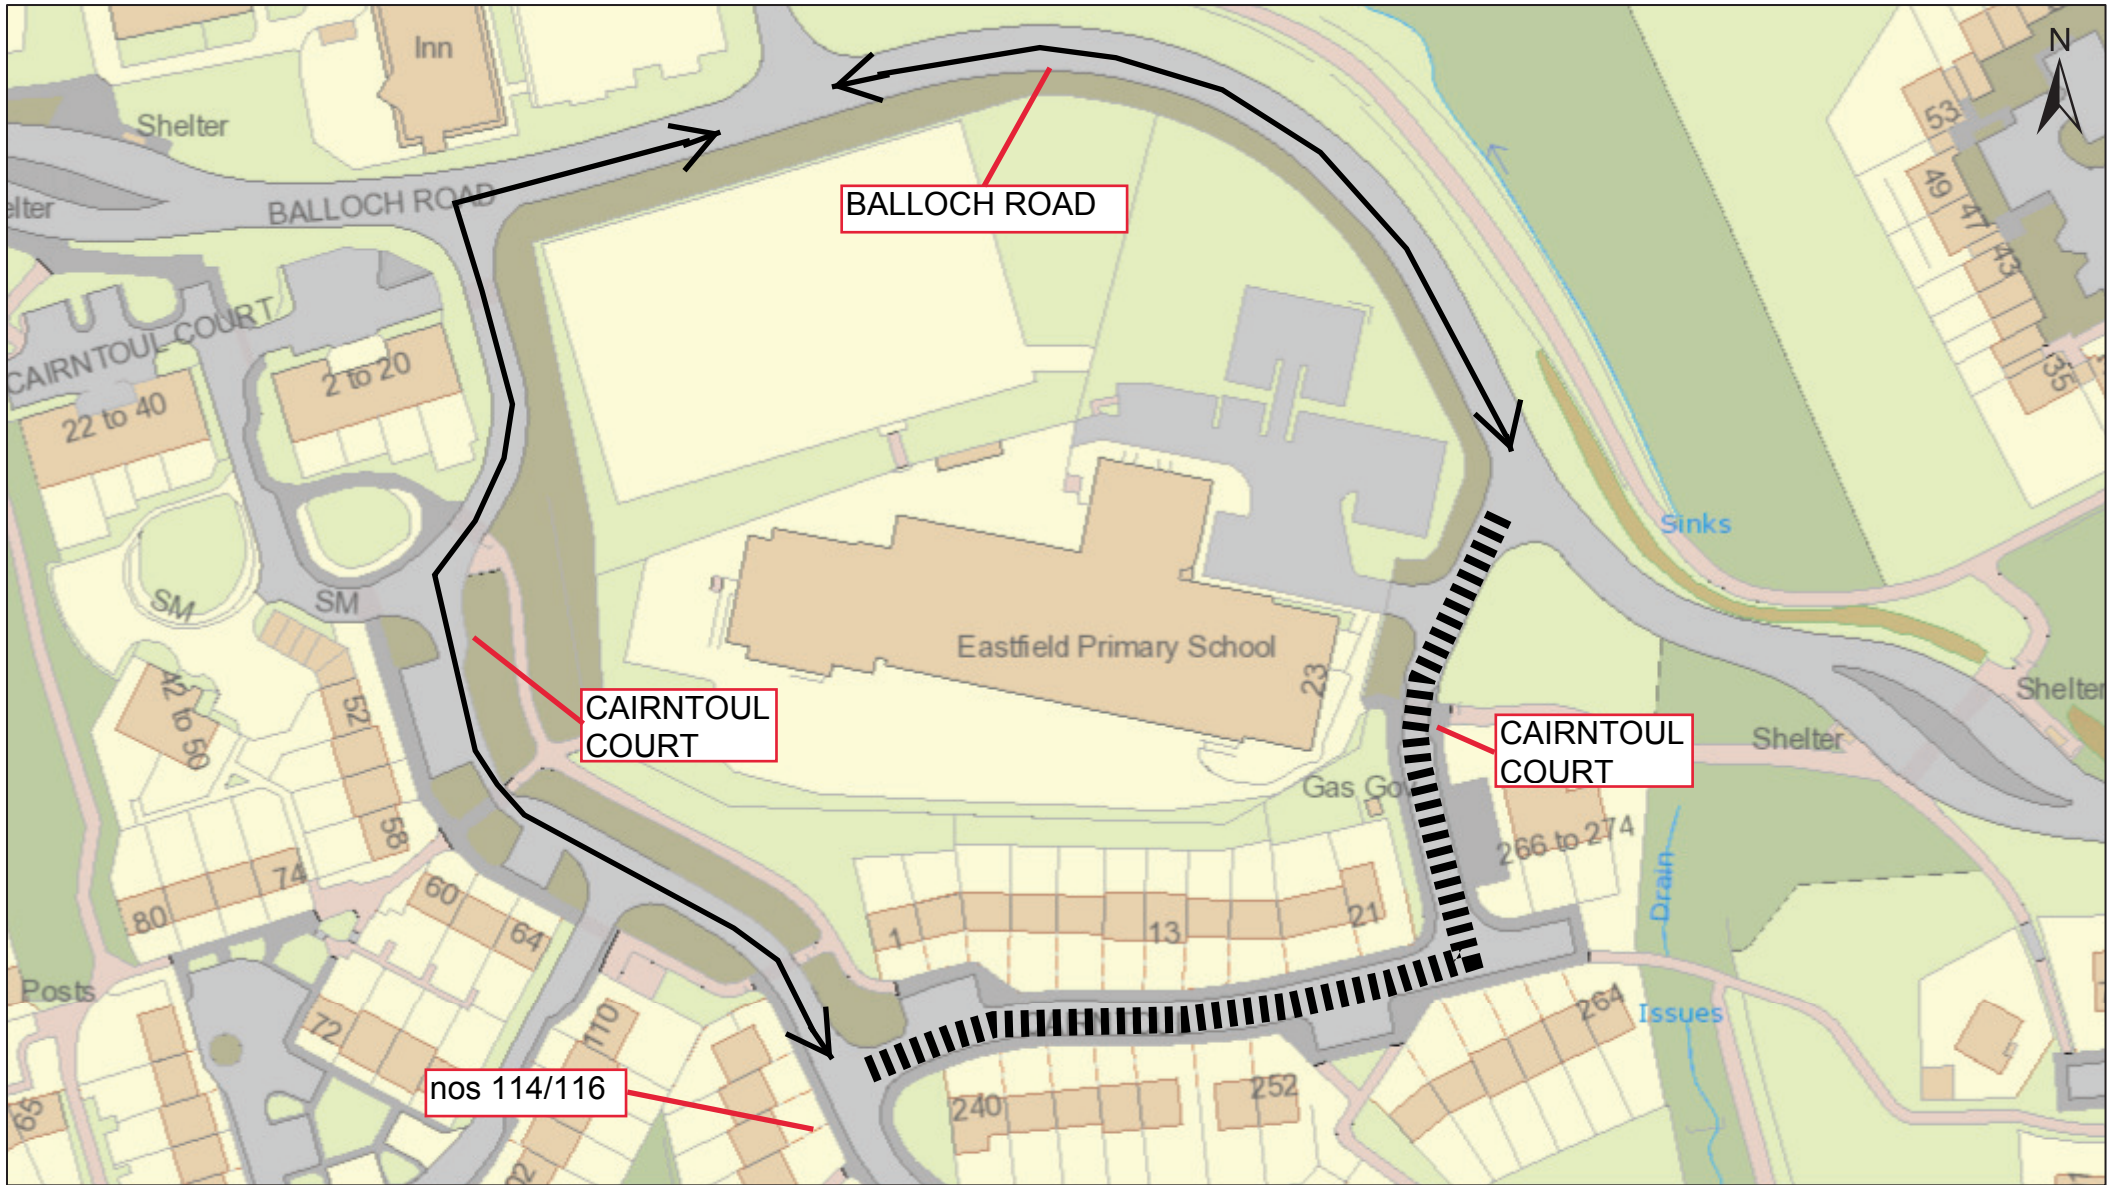 Inn
N
Shelter
53
BALLOCH ROAD
BALLOCH ROAD
elter
49
47
43
35
CAIRNTOUL COURT
2 to 20
22 to 40
Sinks
SM
SM
Eastfield Primary School
23
42 to 50
52
CAIRNTOUL
COURT
CAIRNTOUL
COURT
Shelter
Shelter
Gas Gov
58
266 to 274
74
80
60
64
1
13
21
Drain
Posts
72
110
CAIRNTOUL
264
Issues
nos 114/116
240
252
65